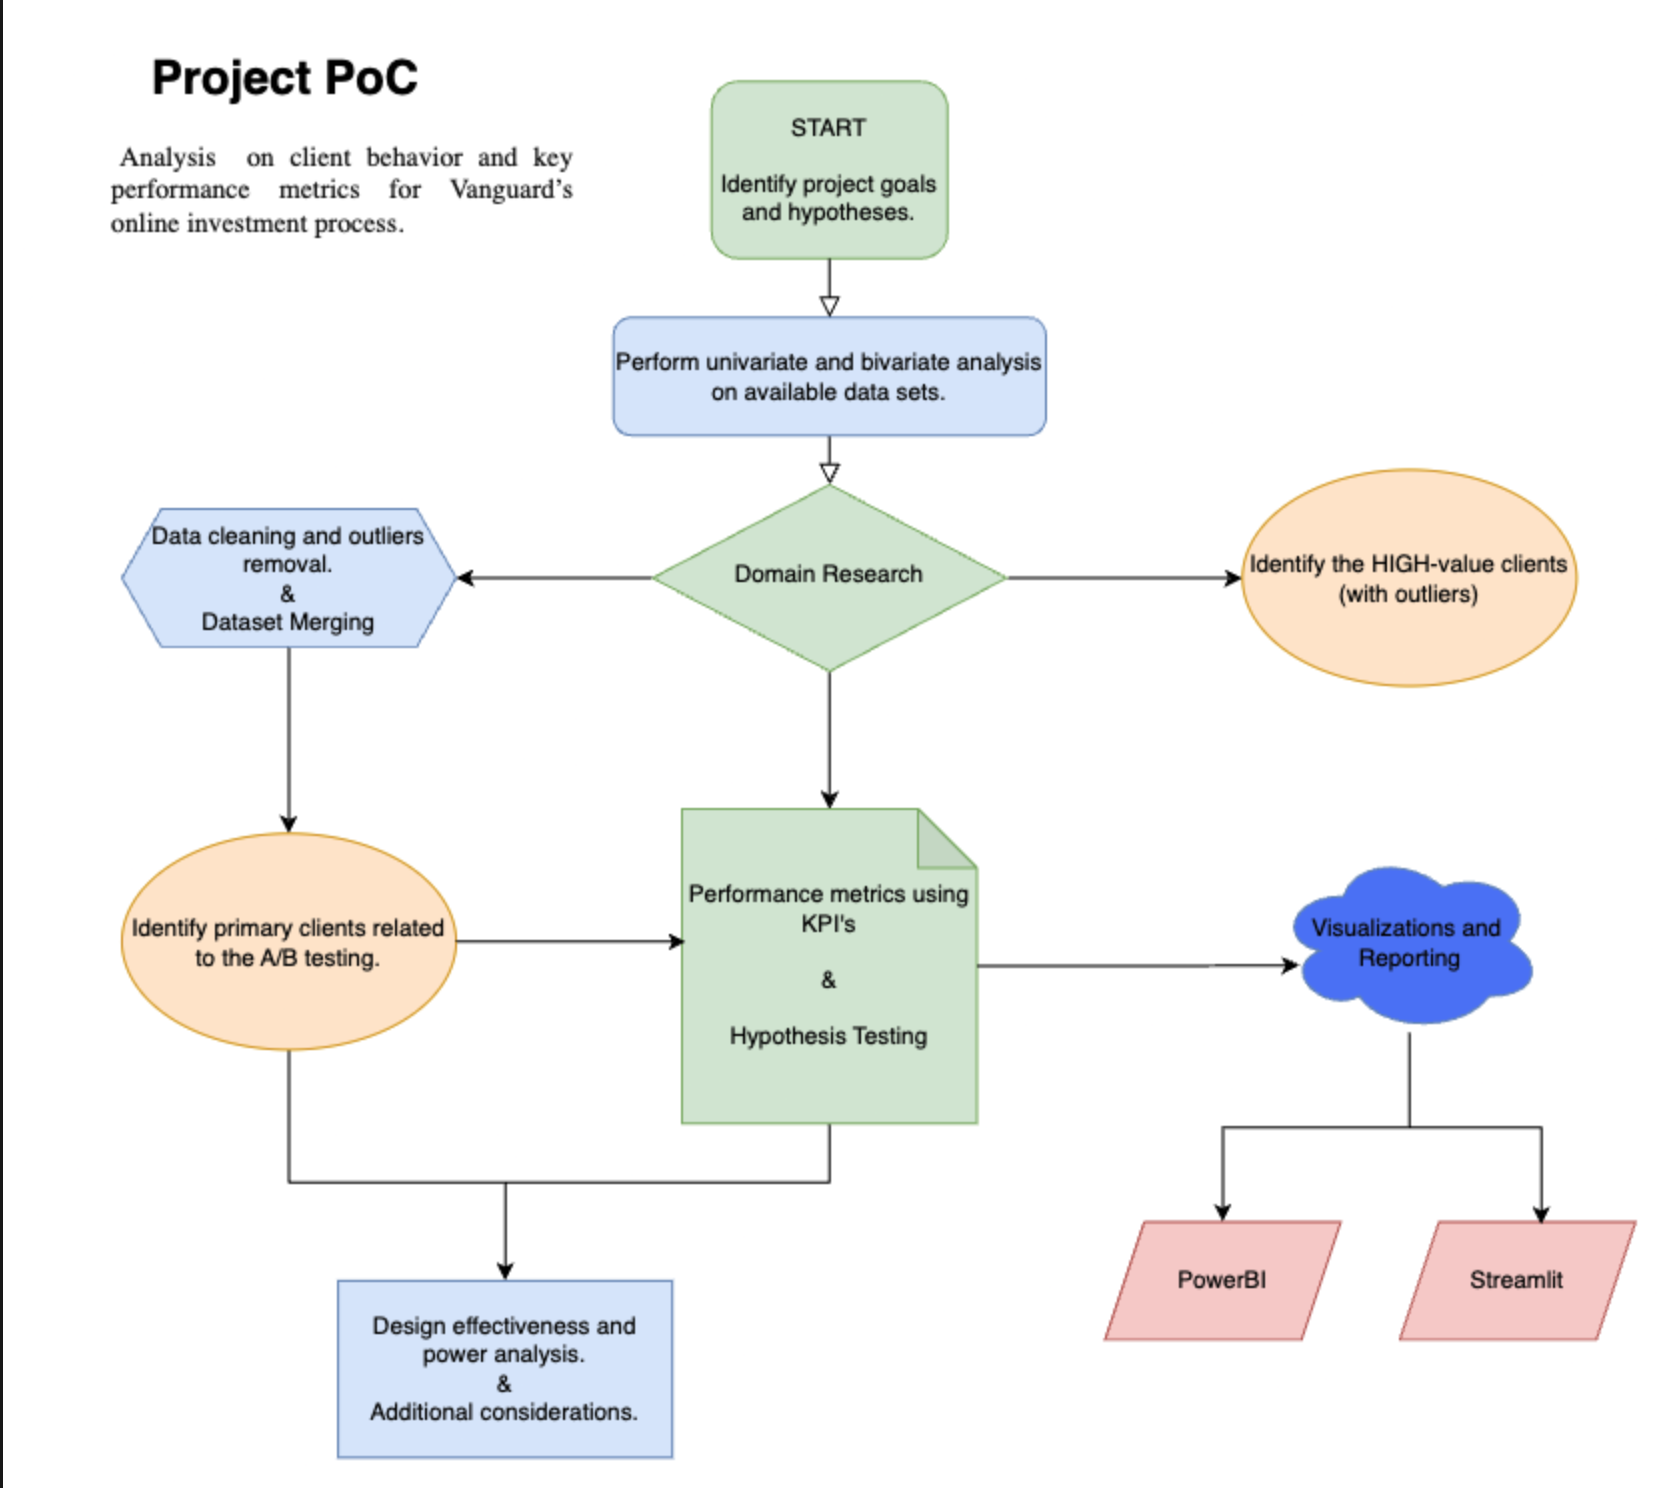 Project PoC
Analysis on client behavior and key
performance metrics for Vanguard's
online investment process.
START
Identify project goals
and hypotheses.
Perform univariate and bivariate analysis
on available data sets.
Domain Research
Data cleaning and outliers
removal.
&
Dataset Merging
Identify the HIGH-value clients
(with outliers)
Identify primary clients related
to the A/B testing.
Performance metrics using
KPI's
&
Hypothesis Testing
Visualizations and
Reporting
PowerBI
Streamlit
Design effectiveness and
power analysis.
&
Additional considerations.